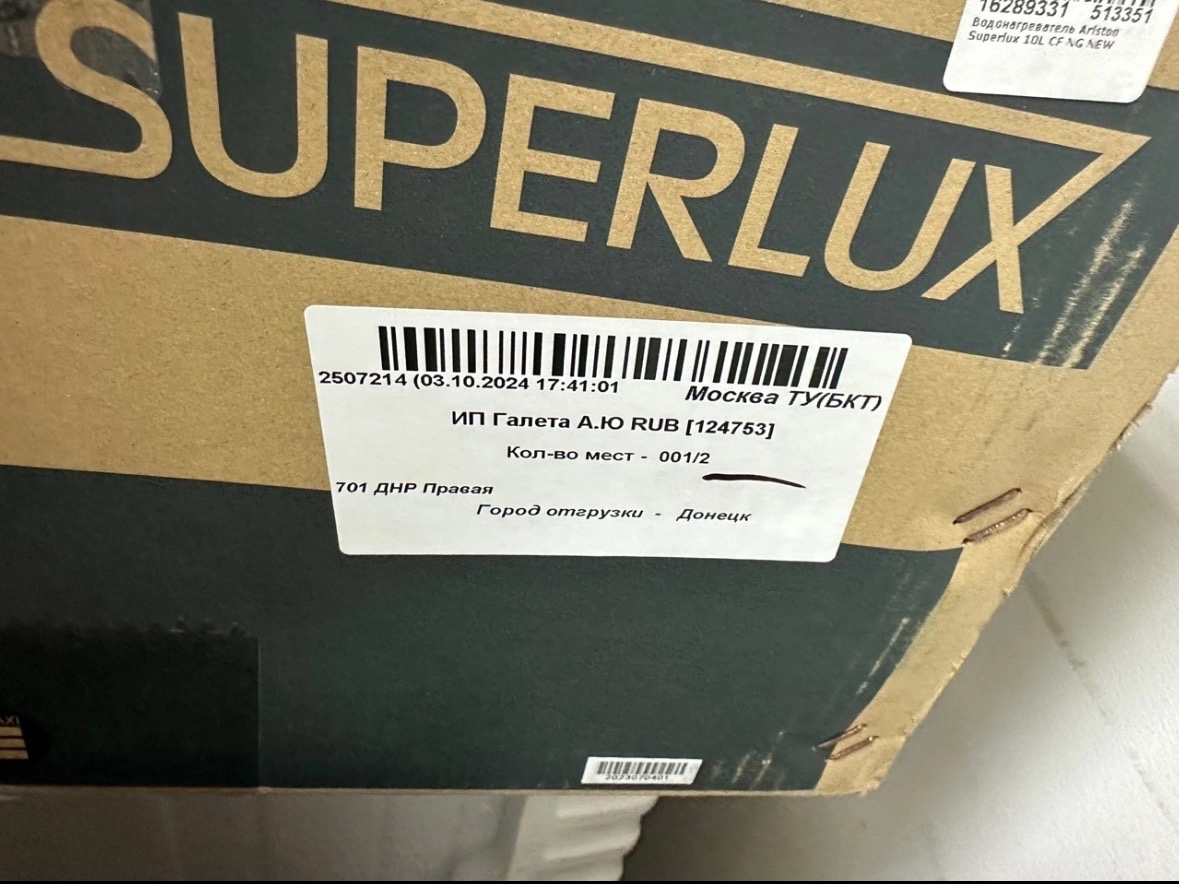 16289331 513351
Водонагреватель Ariston
Superlux 10L CF NG NEW
SUPERLUX
2507214 (03.10.2024 17:41:01
Москва ТУ(БКТ)
ИП Галета А.Ю RUB [124753]
Кол-во мест - 001/2
701 ДНР Правая
Город отгрузки - Донецк
2023070401